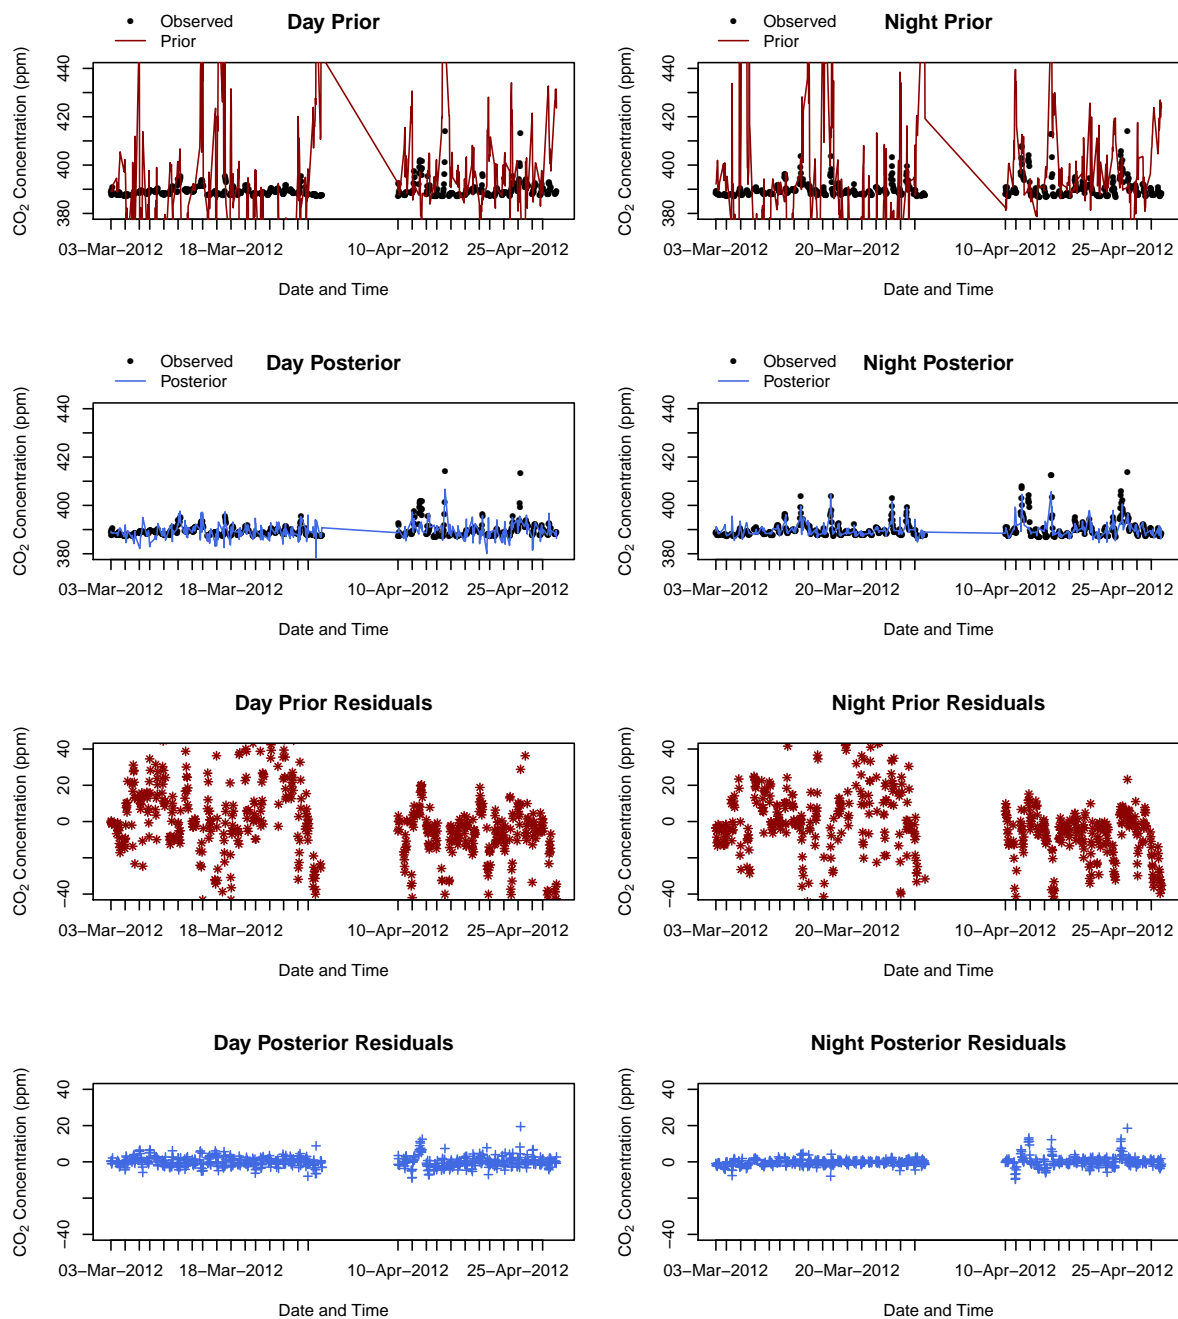 Day Prior
Observed
Prior
CO2 Concentration (ppm)
440
420
400
380
03−Mar−2012 18−Mar−2012 10−Apr−2012 25−Apr−2012
Date and Time
Night Prior
Observed
Prior
CO2 Concentration (ppm)
440
420
400
380
03−Mar−2012 20−Mar−2012 10−Apr−2012 25−Apr−2012
Date and Time
Day Posterior
Observed
Posterior
CO2 Concentration (ppm)
440
420
400
380
03−Mar−2012 18−Mar−2012 10−Apr−2012 25−Apr−2012
Date and Time
Night Posterior
Observed
Posterior
CO2 Concentration (ppm)
440
420
400
380
03−Mar−2012 20−Mar−2012 10−Apr−2012 25−Apr−2012
Date and Time
Day Prior Residuals
CO2 Concentration (ppm)
40
20
0
−40
03−Mar−2012 18−Mar−2012 10−Apr−2012 25−Apr−2012
Date and Time
Night Prior Residuals
CO2 Concentration (ppm)
40
20
0
−40
03−Mar−2012 20−Mar−2012 10−Apr−2012 25−Apr−2012
Date and Time
Day Posterior Residuals
CO2 Concentration (ppm)
40
20
0
−40
03−Mar−2012 18−Mar−2012 10−Apr−2012 25−Apr−2012
Date and Time
Night Posterior Residuals
CO2 Concentration (ppm)
40
20
0
−40
03−Mar−2012 20−Mar−2012 10−Apr−2012 25−Apr−2012
Date and Time